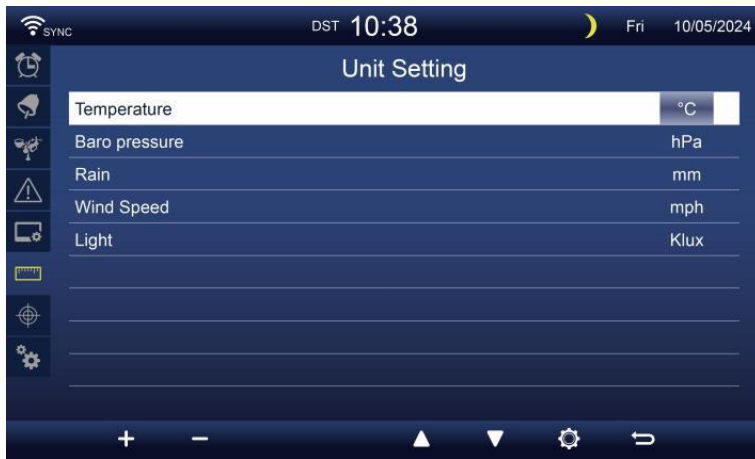 SYNC DST 10:38 Fri 10/05/2024
Unit Setting
Temperature °C
Baro pressure hPa
Rain mm
Wind Speed mph
Light Klux